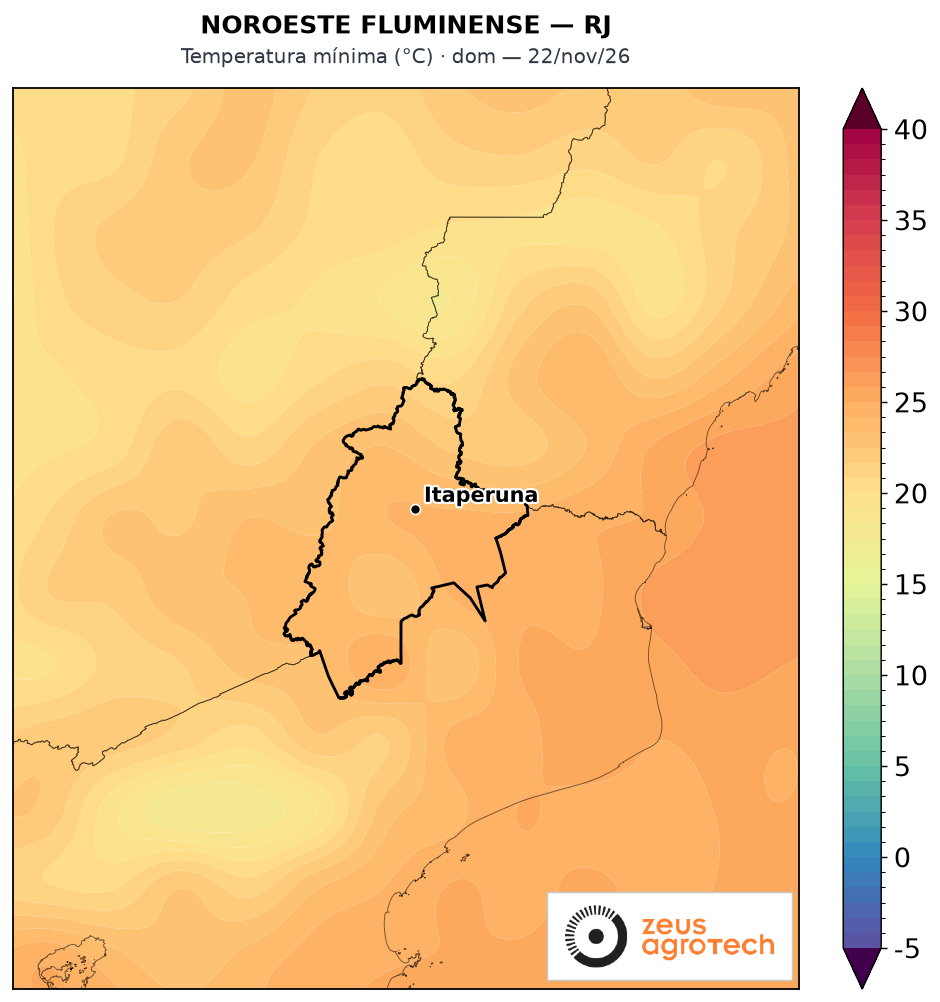 NOROESTE FLUMINENSE — RJ
Temperatura mínima (°C) · dom — 22/nov/26
40
35
30
25
20
15
10
5
0
-5
Itaperuna
zeus
agrotech